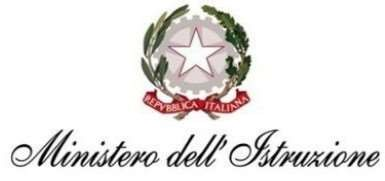 REPVBBLICA ITALIANA
Ministero dell'Istruzione